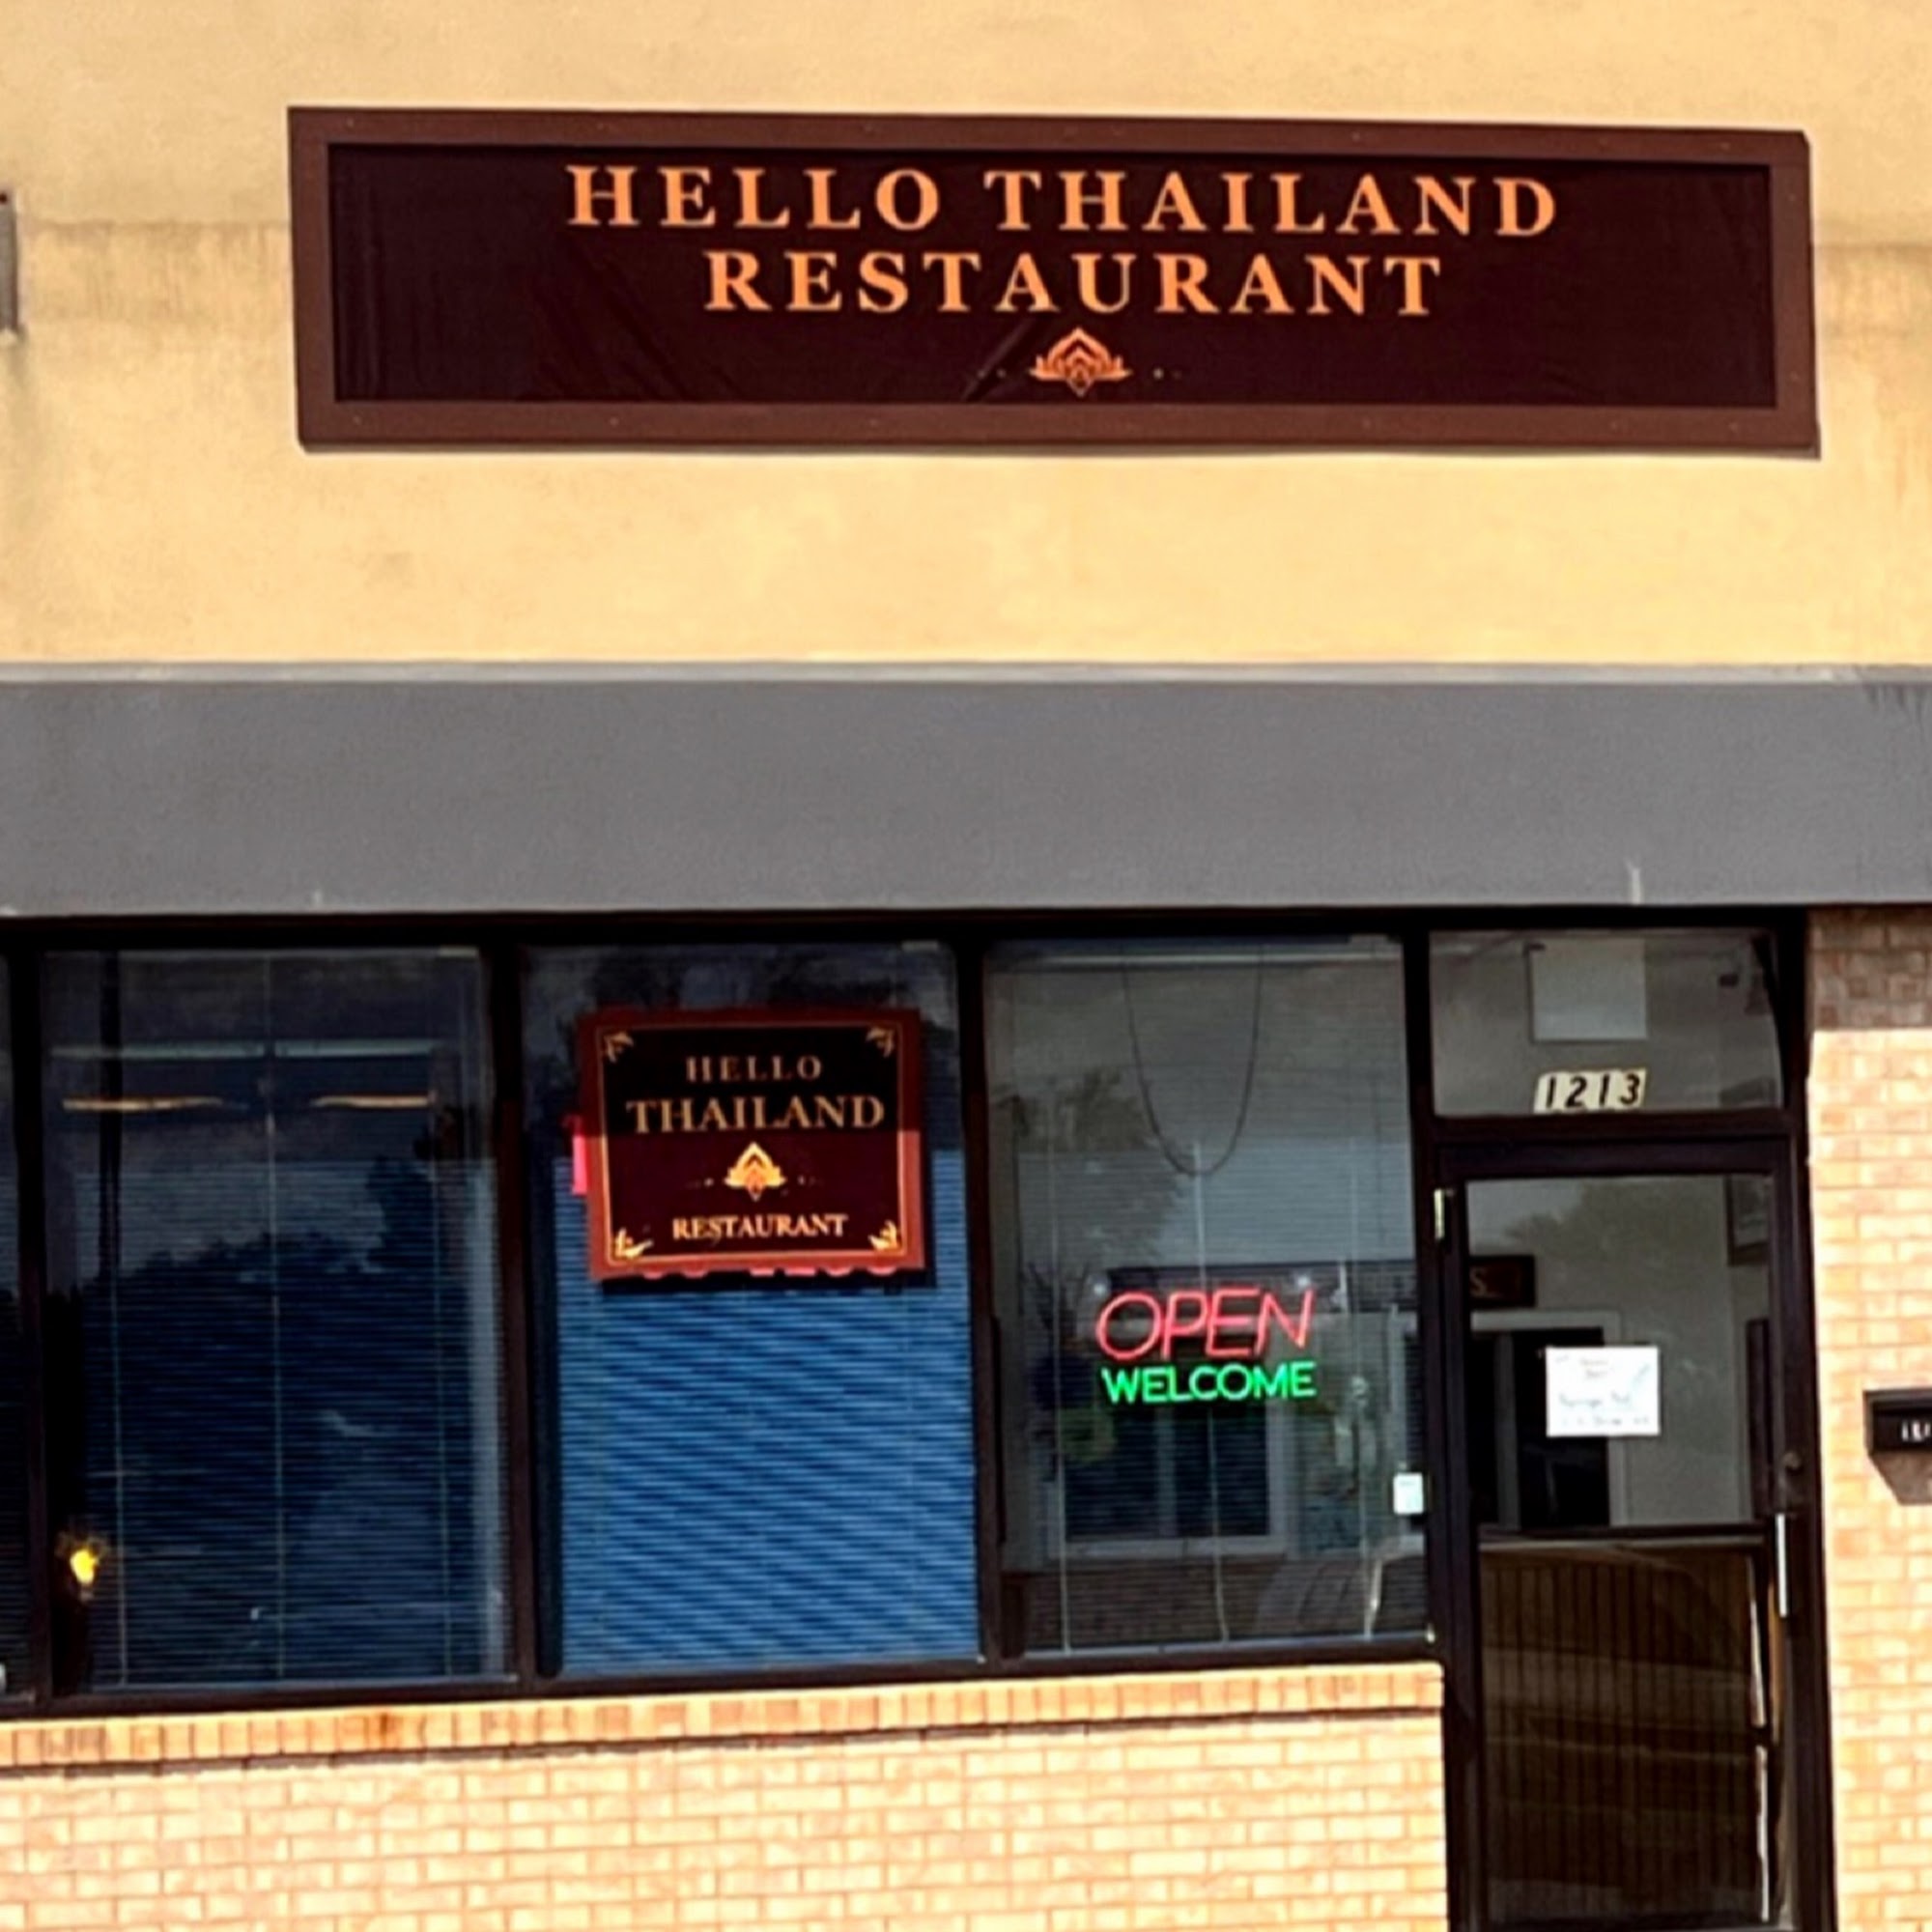 HELLO THAILAND
RESTAURANT
HELLO
THAILAND
RESTAURANT
OPEN
WELCOME
1213